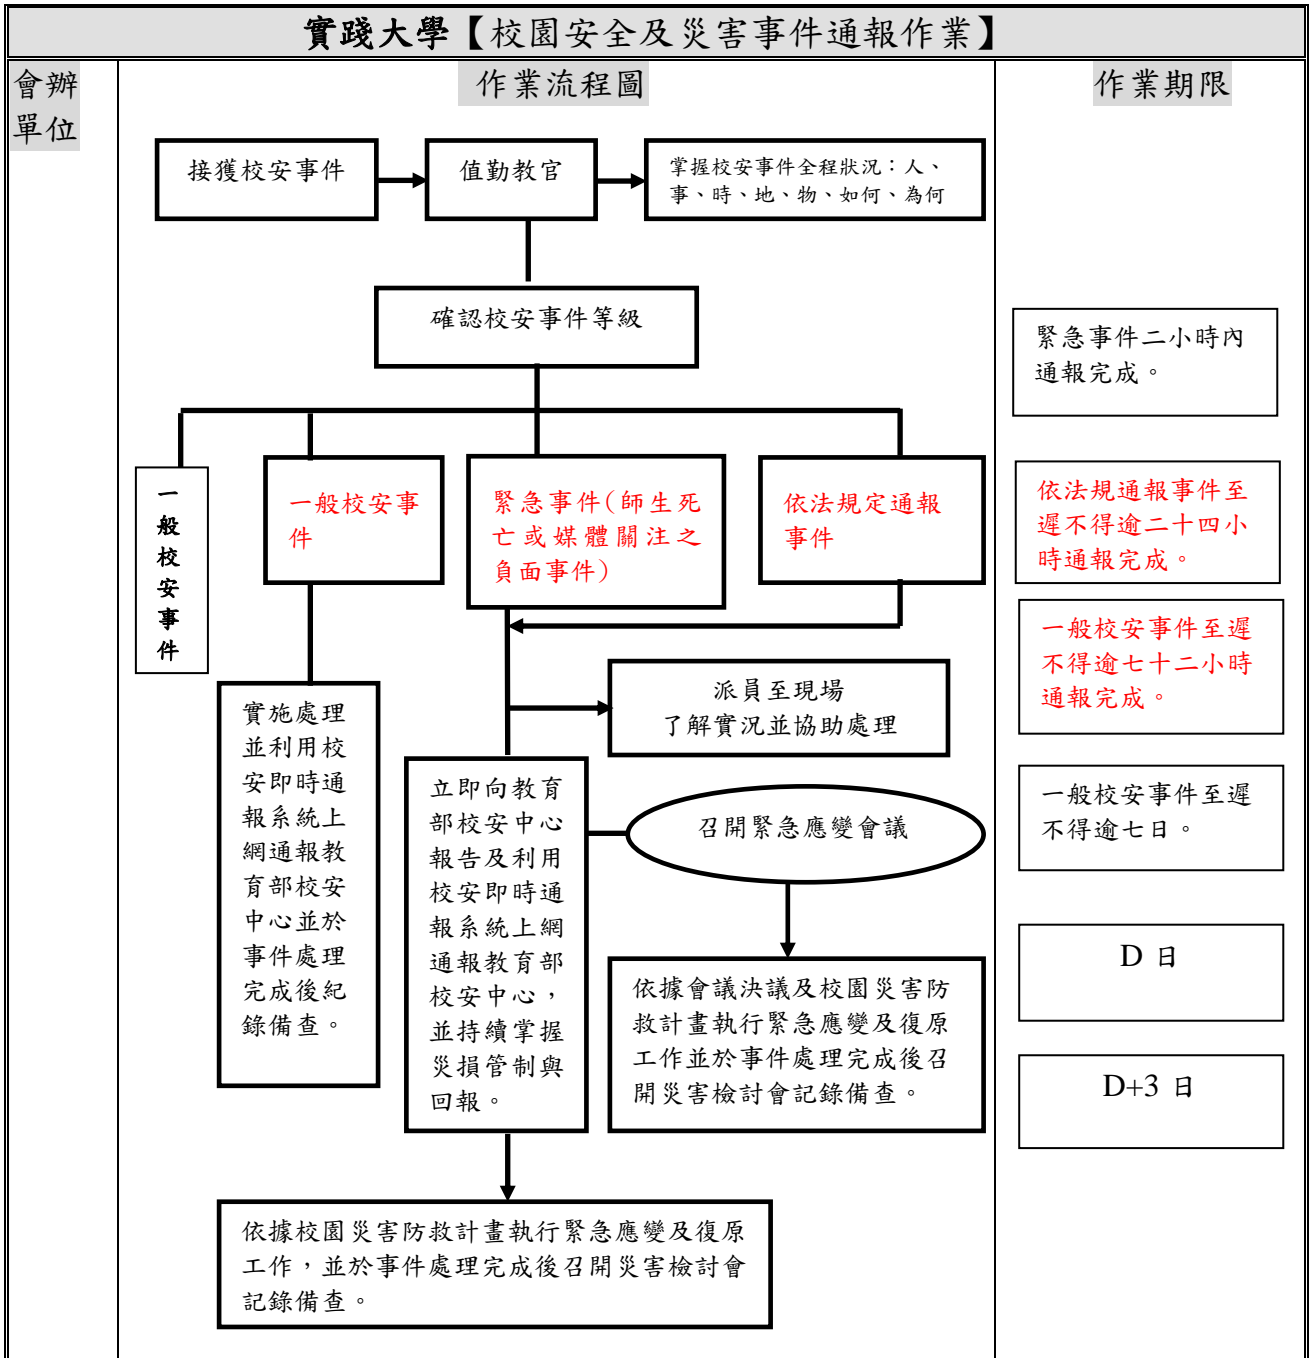 實踐大學【校園安全及災害事件通報作業】
會辦
單位
作業流程圖
作業期限
接獲校安事件
值勤教官
掌握校安事件全程狀況：人、
事、時、地、物、如何、為何
確認校安事件等級
緊急事件二小時內
通報完成。
一
般
校
安
事
件
一般校安事
件
緊急事件(師生死
亡或媒體關注之
負面事件)
依法規定通報
事件
依法規通報事件至
遲不得逾二十四小
時通報完成。
一般校安事件至遲
不得逾七十二小時
通報完成。
派員至現場
了解實況並協助處理
實施處理
並利用校
安即時通
報系統上
網通報教
育部校安
中心並於
事件處理
完成後紀
錄備查。
立即向教育
部校安中心
報告及利用
校安即時通
報系統上網
通報教育部
校安中心，
並持續掌握
災損管制與
回報。
召開緊急應變會議
一般校安事件至遲
不得逾七日。
依據會議決議及校園災害防
救計畫執行緊急應變及復原
工作並於事件處理完成後召
開災害檢討會記錄備查。
D 日
D+3 日
依據校園災害防救計畫執行緊急應變及復原
工作，並於事件處理完成後召開災害檢討會
記錄備查。